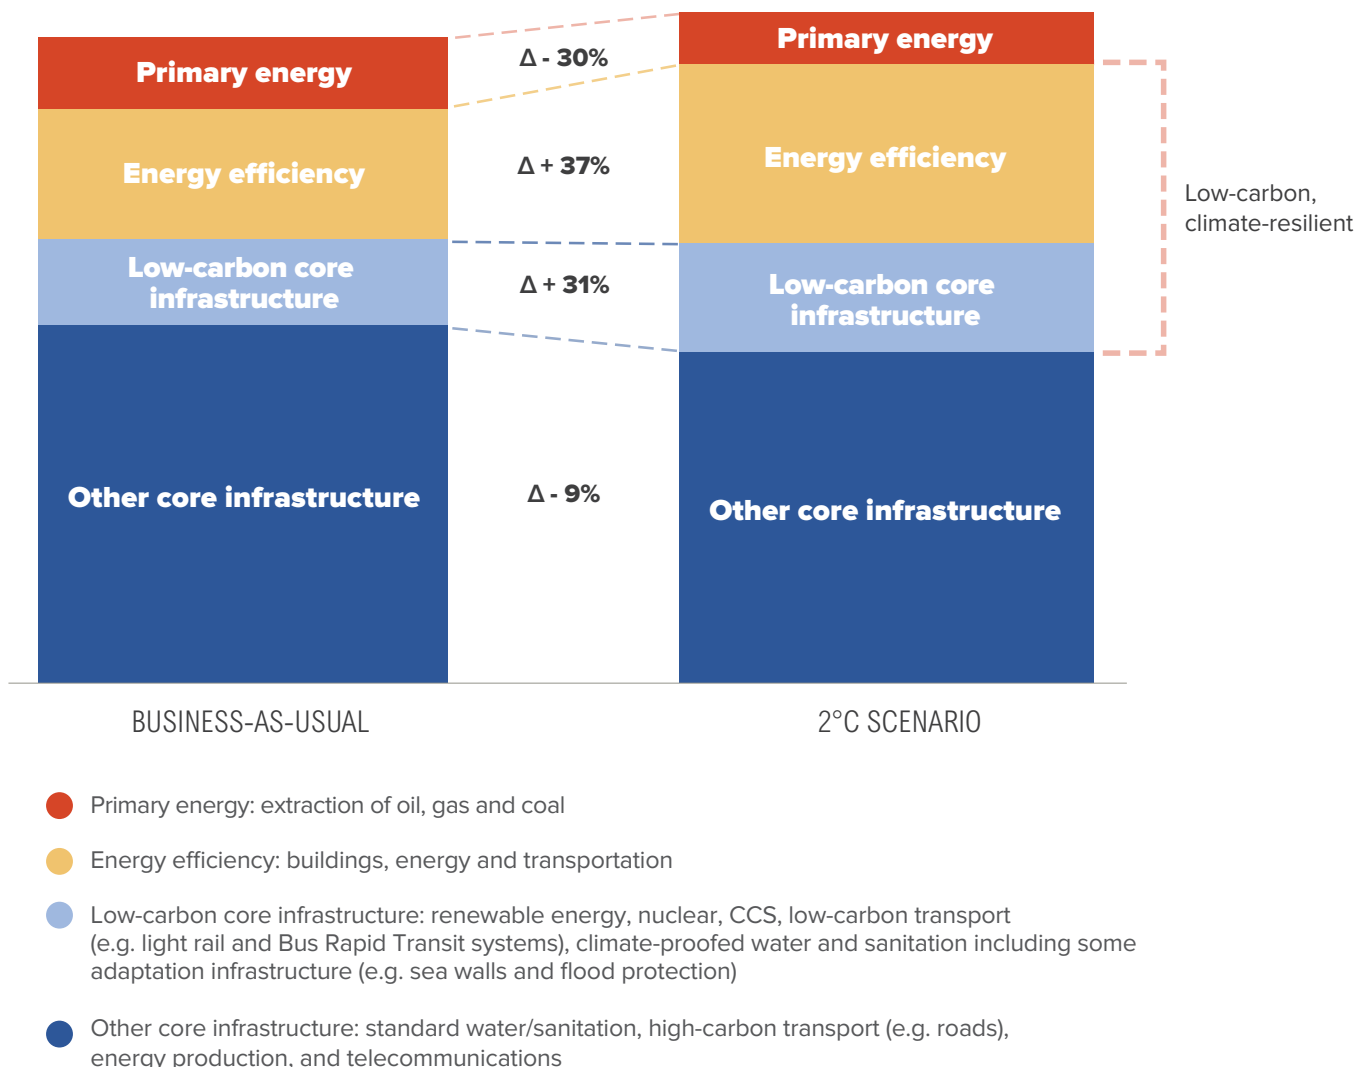 Primary energy
Δ - 30%
Primary energy
Energy efficiency
Δ + 37%
Energy efficiency
Low-carbon,
climate-resilient
Low-carbon core
infrastructure
Δ + 31%
Low-carbon core
infrastructure
Other core infrastructure
Δ - 9%
Other core infrastructure
BUSINESS-AS-USUAL
2°C SCENARIO
Primary energy: extraction of oil, gas and coal
Energy efficiency: buildings, energy and transportation
Low-carbon core infrastructure: renewable energy, nuclear, CCS, low-carbon transport
(e.g. light rail and Bus Rapid Transit systems), climate-proofed water and sanitation including some
adaptation infrastructure (e.g. sea walls and flood protection)
Other core infrastructure: standard water/sanitation, high-carbon transport (e.g. roads),
energy production, and telecommunications